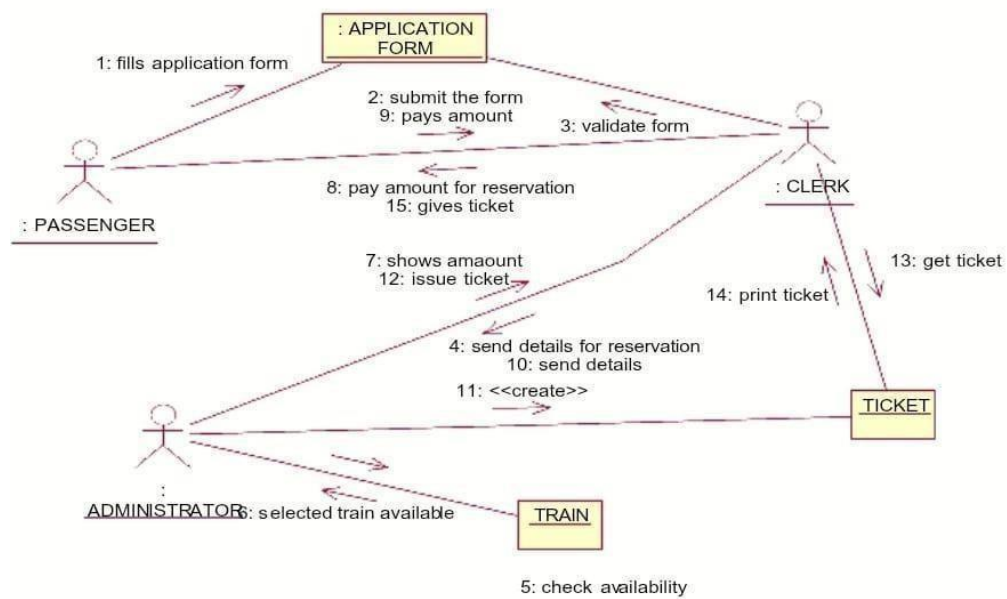 : APPLICATION
FORM
1: fills application form
2: submit the form
9: pays amount
3: validate form
8: pay amount for reservation
15: gives ticket
: PASSENGER
: CLERK
7: shows amaount
12: issue ticket
13: get ticket
14: print ticket
4: send details for reservation
10: send details
11: <<create>>
TICKET
:
ADMINISTRATOR
6: selected train available
TRAIN
5: check availability